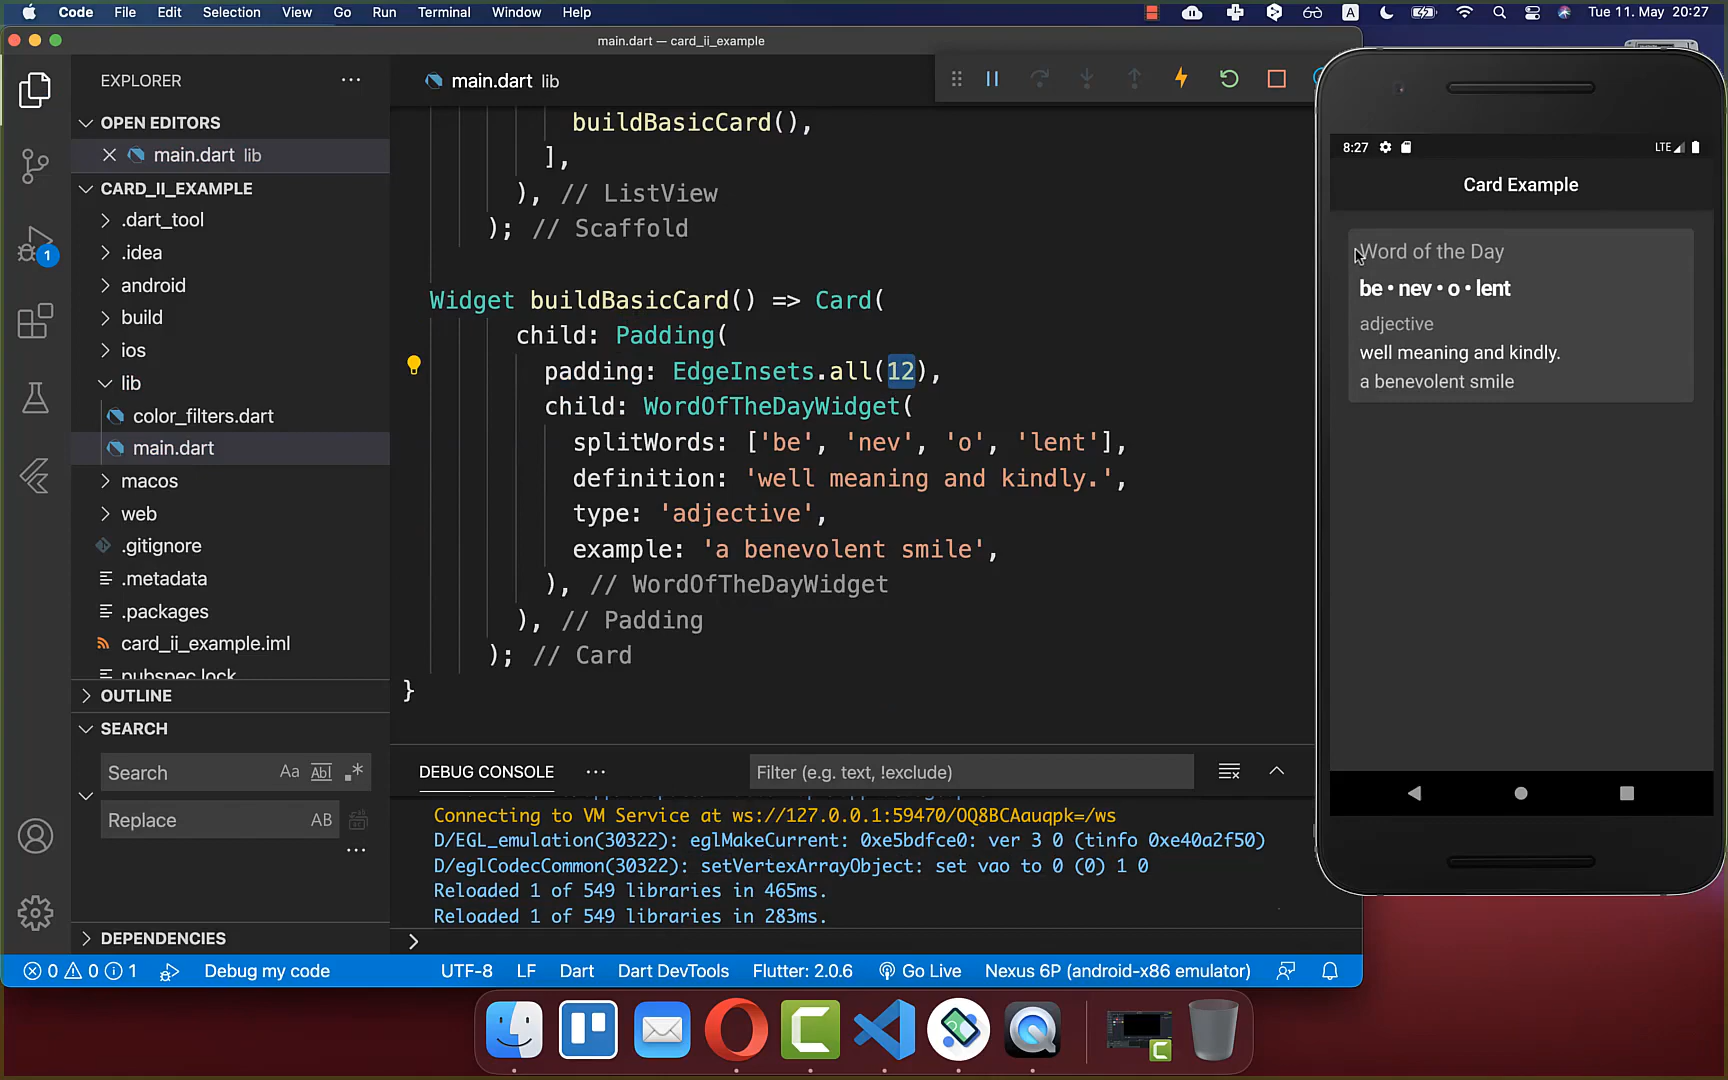 Code File Edit Selection View Go Run Terminal Window Help
A
Tue 11. May 20:27
main.dart — card_ii_example
EXPLORER
OPEN EDITORS
main.dart lib
CARD_II_EXAMPLE
.dart_tool
.idea
1
android
build
ios
lib
color_filters.dart
main.dart
macos
web
.gitignore
.metadata
.packages
card_ii_example.iml
pubspec.lock
OUTLINE
SEARCH
Search
Aa Abl .*
Replace
AB
DEPENDENCIES
main.dart lib
buildBasicCard(),
],
), // ListView
); // Scaffold
Widget buildBasicCard() => Card(
child: Padding(
padding: EdgeInsets.all(12),
child: WordOfTheDayWidget(
splitWords: ['be', 'nev', 'o', 'lent'],
definition: 'well meaning and kindly.',
type: 'adjective',
example: 'a benevolent smile',
), // WordOfTheDayWidget
), // Padding
); // Card
}
DEBUG CONSOLE
Filter (e.g. text, !exclude)
Connecting to VM Service at ws://127.0.0.1:59470/OQ8BCAauqpk=/ws
D/EGL_emulation(30322): eglMakeCurrent: 0xe5bdfce0: ver 3 0 (tinfo 0xe40a2f50)
D/eglCodecCommon(30322): setVertexArrayObject: set vao to 0 (0) 1 0
Reloaded 1 of 549 libraries in 465ms.
Reloaded 1 of 549 libraries in 283ms.
>
0 0 1 Debug my code
UTF-8 LF Dart Dart DevTools Flutter: 2.0.6 Go Live Nexus 6P (android-x86 emulator)
8:27
LTE
Card Example
Word of the Day
be • nev • o • lent
adjective
well meaning and kindly.
a benevolent smile